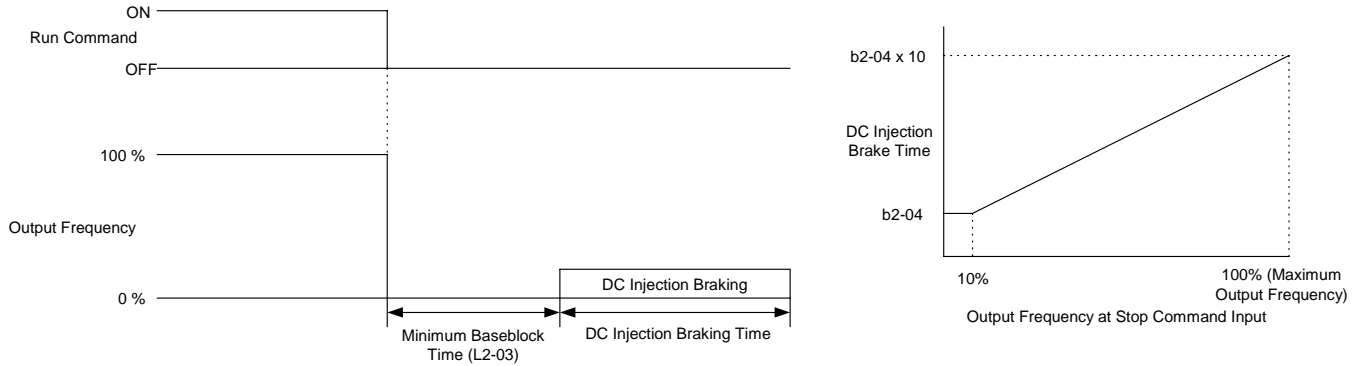 ON
Run Command
OFF
100 %
Output Frequency
0 %
DC Injection Braking
Minimum Baseblock
Time (L2-03)
DC Injection Braking Time
b2-04 x 10
DC Injection
Brake Time
b2-04
10%
100% (Maximum
Output Frequency)
Output Frequency at Stop Command Input